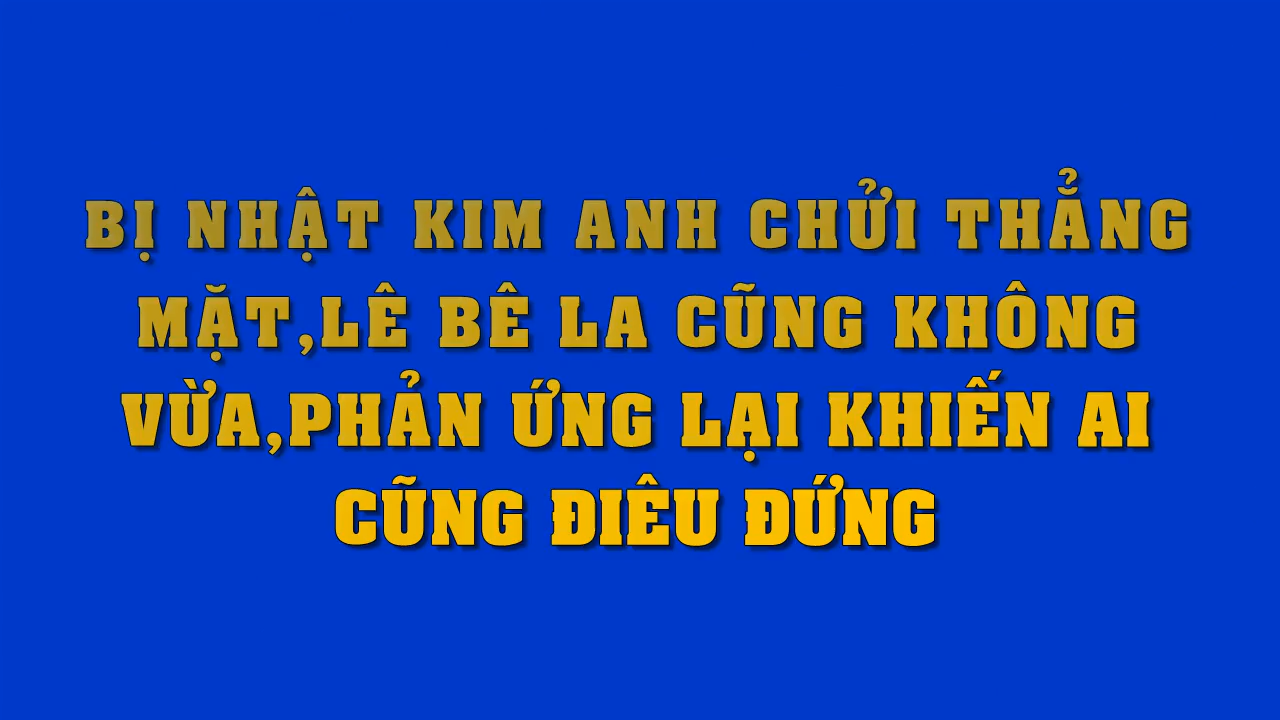 BỊ NHẬT KIM ANH CHỬI THẲNG
MẶT,LÊ BÊ LA CŨNG KHÔNG
VỪA,PHẢN ỨNG LẠI KHIẾN AI
CŨNG ĐIÊU ĐỨNG